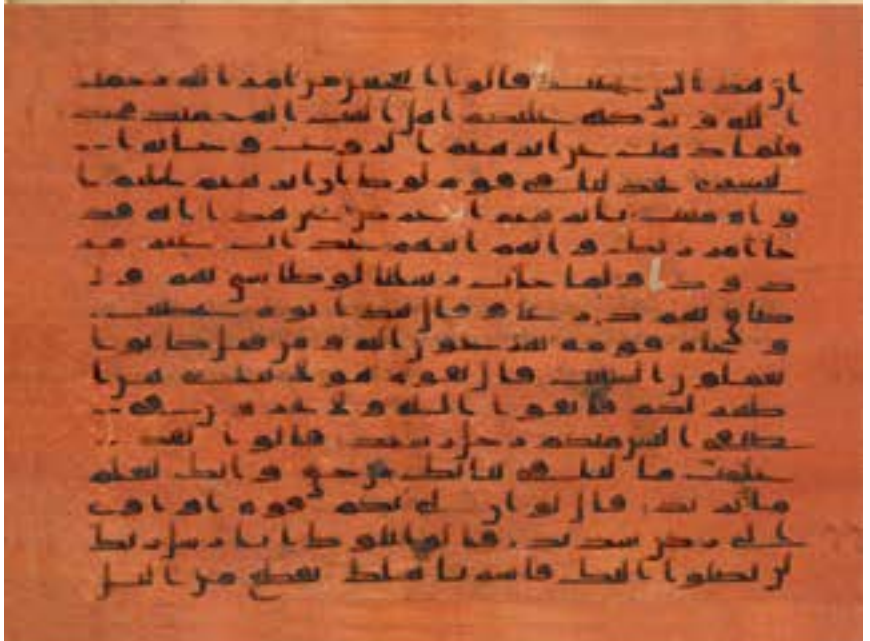 ان هذا لشي عجيب قالوا اتعجبين من امر الله رحمت
الله وبركته عليكم اهل البيت انه حميد مجيد
فلما ذهب عن ابرهيم الروع وجاته ا
لبشرى يجدلنا في قوم لوط ان ابرهيم لحليم ا
وه منيب يابرهيم اعرض عن هذا انه قد
جا امر ربك وانهم اتيهم عذاب غير مر
دود ولما جات رسلنا لوطا سي بهم و
ضاق بهم ذرعا وقال هذا يوم عصيب
وجاه قومه يهرعون اليه ومن قبل كانوا
يعملون السيت قال يقوم هولا بناتي هن ا
طهر لكم فاتقوا الله ولا تخزون في
ضيفي اليس منكم رجل رشيد قالوا لقد
علمت ما لنا في بناتك من حق وانك لتعلم
ما نريد قال لو ان لي بكم قوه او اوي
الى ركن شديد قالوا يلوط انا رسل ربك
لن يصلوا اليك فاسر باهلك بقطع من اليل